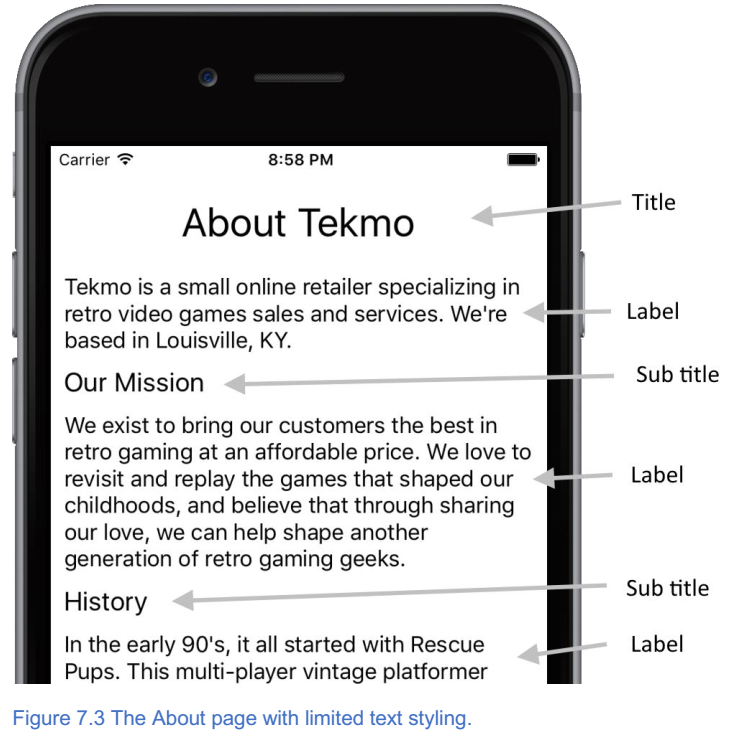 Carrier 8:58 PM
About Tekmo
Title
Tekmo is a small online retailer specializing in
retro video games sales and services. We're
based in Louisville, KY.
Label
Our Mission
Sub title
We exist to bring our customers the best in
retro gaming at an affordable price. We love to
revisit and replay the games that shaped our
childhoods, and believe that through sharing
our love, we can help shape another
generation of retro gaming geeks.
Label
History
Sub title
In the early 90's, it all started with Rescue
Pups. This multi-player vintage platformer
Label
Figure 7.3 The About page with limited text styling.